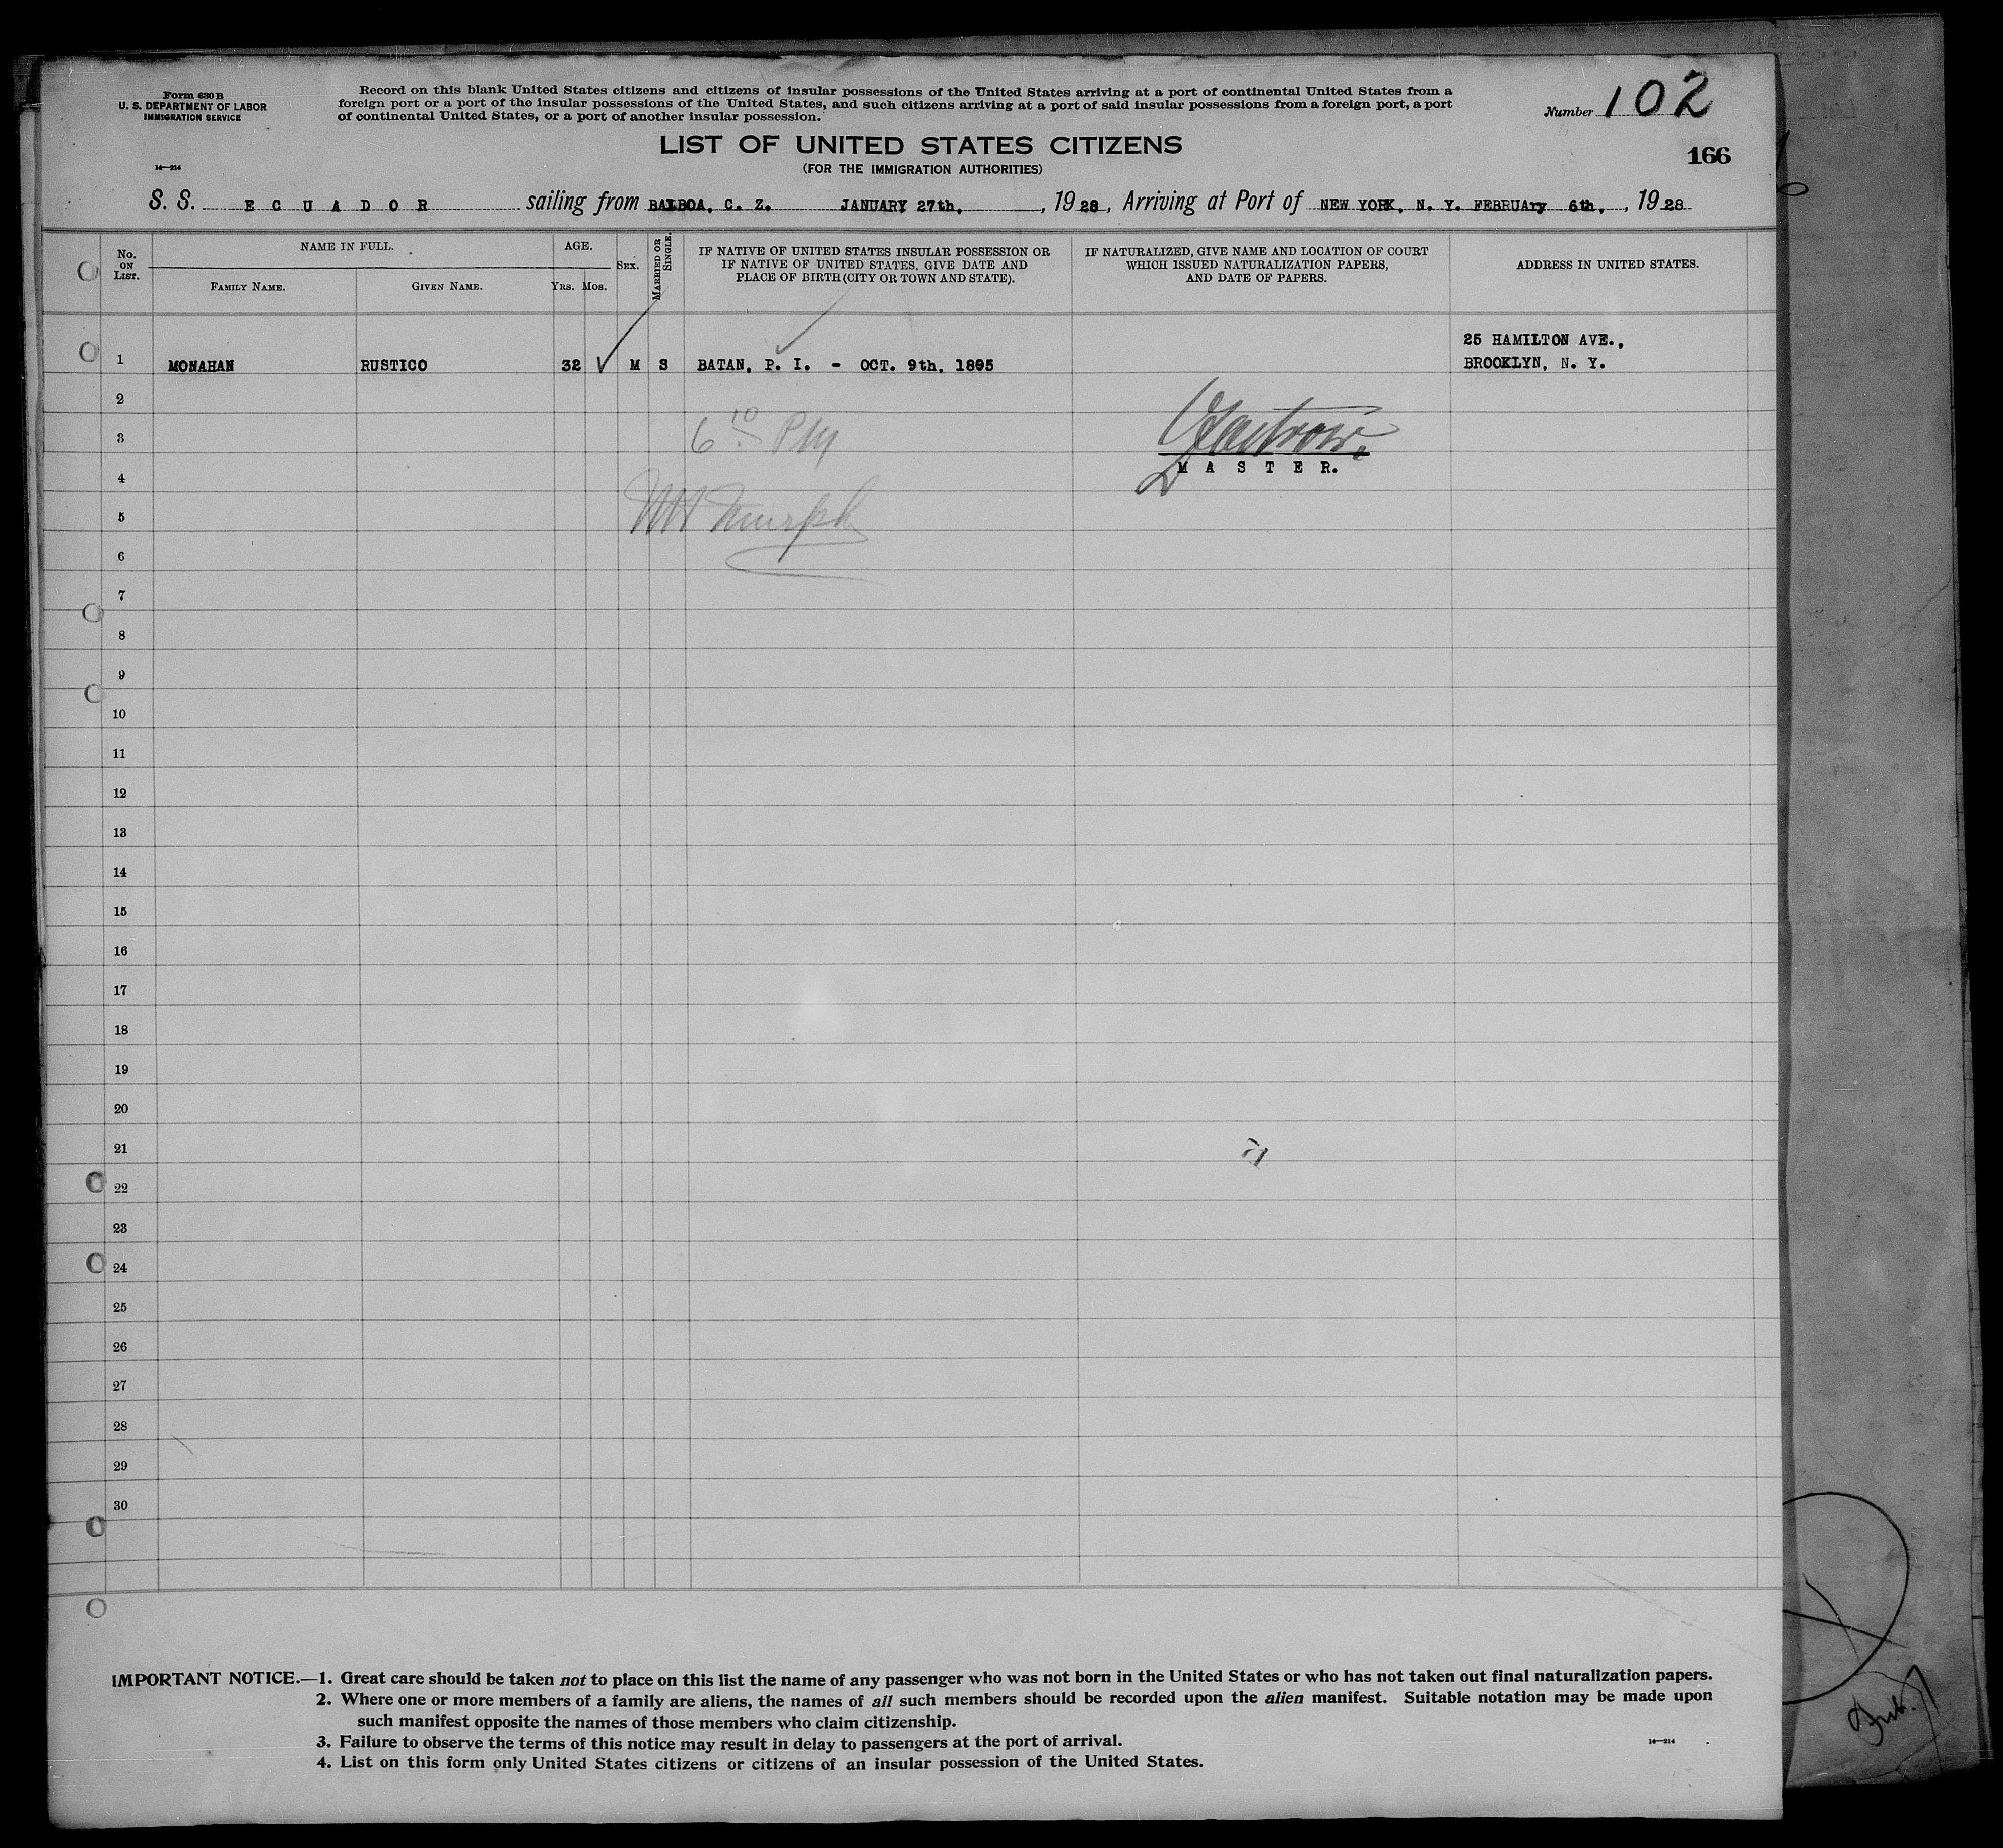 Form 630 B
U. S. DEPARTMENT OF LABOR
IMMIGRATION SERVICE
14—214
Record on this blank United States citizens and citizens of insular possessions of the United States arriving at a port of continental United States from a
foreign port or a port of the insular possessions of the United States, and such citizens arriving at a port of said insular possessions from a foreign port, a port
of continental United States, or a port of another insular possession.
Number 102
166
LIST OF UNITED STATES CITIZENS
(FOR THE IMMIGRATION AUTHORITIES)
S. S. E C U A D O R sailing from BALBOA, C. Z. JANUARY 27th, , 1928, Arriving at Port of NEW YORK, N. Y. FEBRUARy 6th, , 1928
No. ON LIST.
NAME IN FULL.
FAMILY NAME. GIVEN NAME.
AGE.
YRS. MOS.
SEX.
MARRIED OR SINGLE.
IF NATIVE OF UNITED STATES INSULAR POSSESSION OR
IF NATIVE OF UNITED STATES, GIVE DATE AND
PLACE OF BIRTH (CITY OR TOWN AND STATE).
IF NATURALIZED, GIVE NAME AND LOCATION OF COURT
WHICH ISSUED NATURALIZATION PAPERS,
AND DATE OF PAPERS.
ADDRESS IN UNITED STATES.
25 HAMILTON AVE.,
1 MONAHAN RUSTICO 32 M S BATAN, P. I. - OCT. 9th, 1895 BROOKLYN, N. Y.
2
3 6 10 PM
MASTER.
4
5
6
7
8
9
10
11
12
13
14
15
16
17
18
19
20
21
22
23
24
25
26
27
28
29
30
IMPORTANT NOTICE.—1. Great care should be taken not to place on this list the name of any passenger who was not born in the United States or who has not taken out final naturalization papers.
2. Where one or more members of a family are aliens, the names of all such members should be recorded upon the alien manifest. Suitable notation may be made upon
such manifest opposite the names of those members who claim citizenship.
3. Failure to observe the terms of this notice may result in delay to passengers at the port of arrival.
4. List on this form only United States citizens or citizens of an insular possession of the United States.
14—214